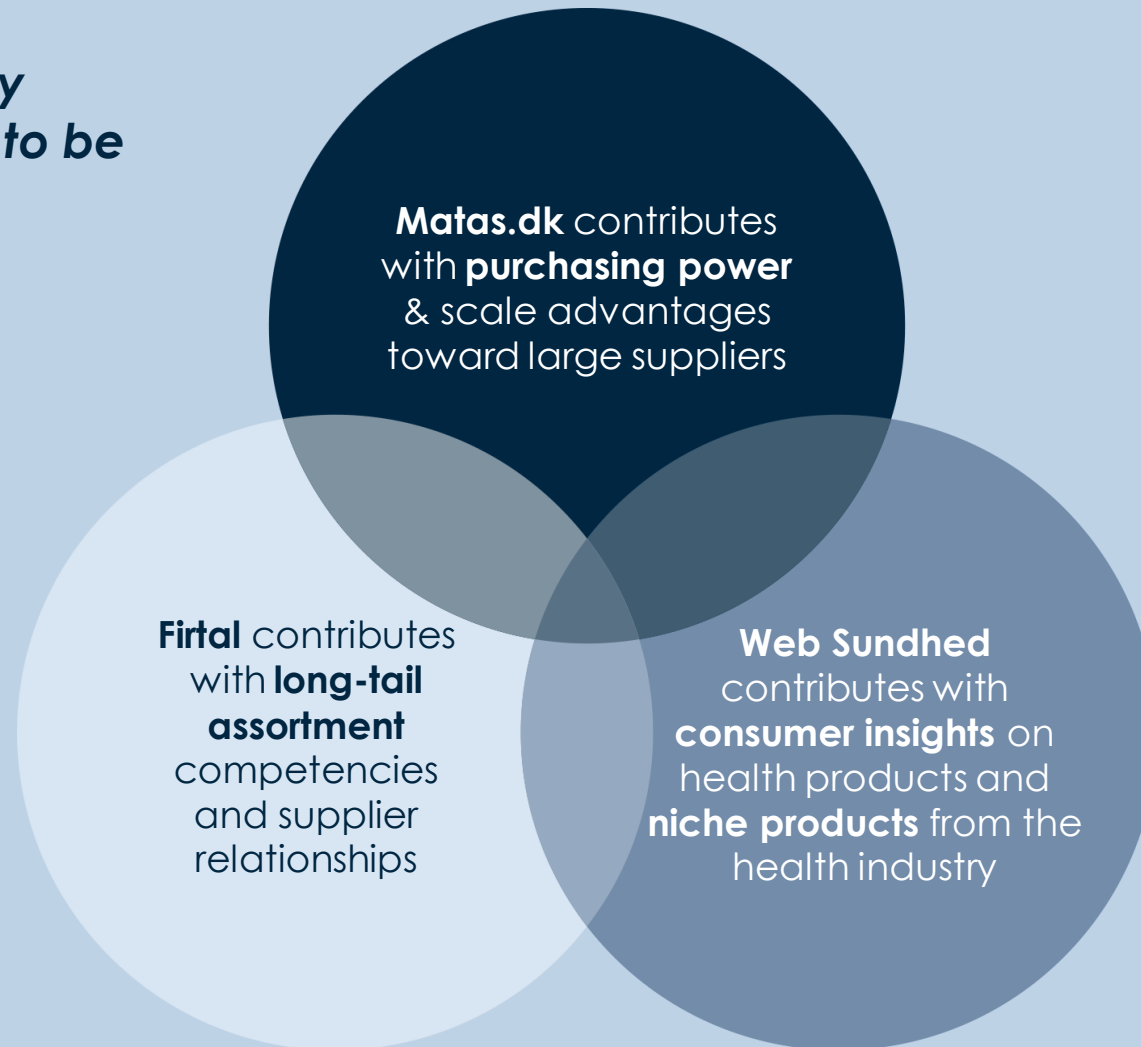 y
to be
Matas.dk contributes
with purchasing power
& scale advantages
toward large suppliers
Firtal contributes
with long-tail
assortment
competencies
and supplier
relationships
Web Sundhed
contributes with
consumer insights on
health products and
niche products from the
health industry